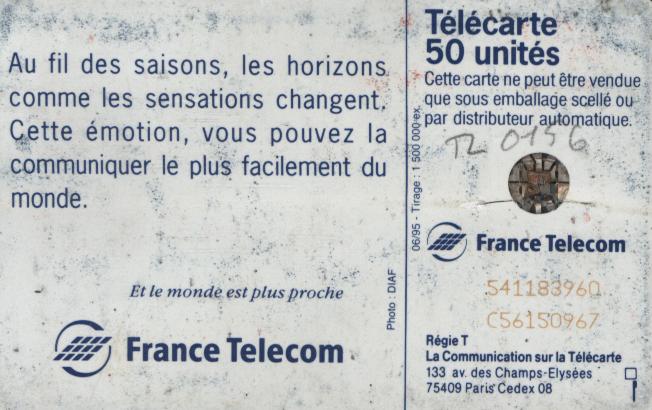 Au fil des saisons, les horizons
comme les sensations changent.
Cette émotion, vous pouvez la
communiquer le plus facilement du
monde.
Et le monde est plus proche
France Telecom
Photo : DIAF
06/95 - Tirage : 1 500 000 ex.
Télécarte
50 unités
Cette carte ne peut être vendue
que sous emballage scellé ou
par distributeur automatique.
TZ 0156
France Telecom
541183960
C56150967
Régie T
La Communication sur la Télécarte
133 av. des Champs-Elysées
75409 Paris Cedex 08